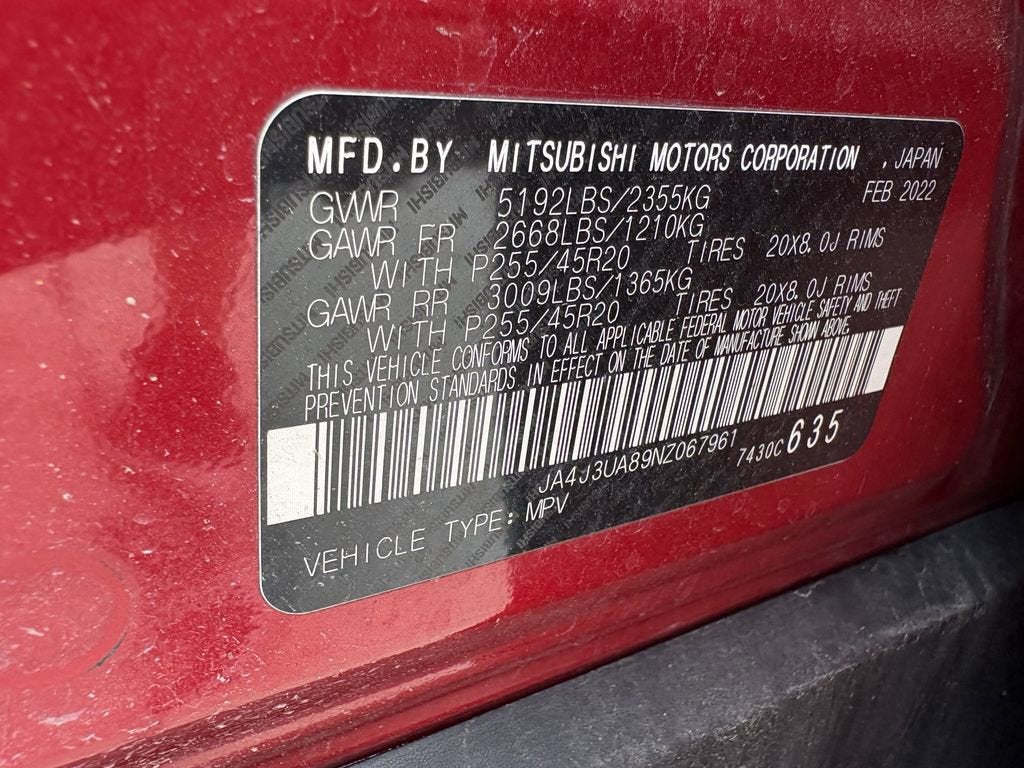 MFD.BY MITSUBISHI MOTORS CORPORATION , JAPAN
FEB 2022
GVWR 5192LBS/2355KG
GAWR FR 2668LBS/1210KG
WITH P255/45R20 TIRES 20X8.0J RIMS
GAWR RR 3009LBS/1365KG
WITH P255/45R20 TIRES 20X8.0J RIMS
THIS VEHICLE CONFORMS TO ALL APPLICABLE FEDERAL MOTOR VEHICLE SAFETY AND THEFT
PREVENTION STANDARDS IN EFFECT ON THE DATE OF MANUFACTURE SHOWN ABOVE.
JA4J3UA89NZ067961 7430C 635
VEHICLE TYPE: MPV